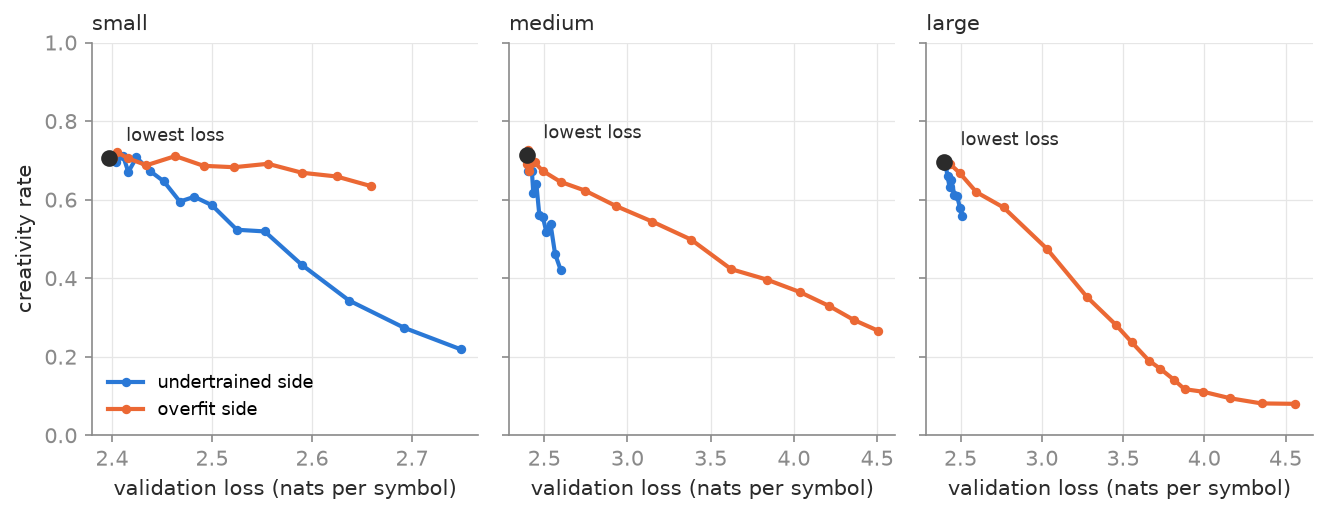 small
medium
large
creativity rate
1.0
0.8
0.6
0.4
0.2
0.0
lowest loss
lowest loss
lowest loss
undertrained side
overfit side
2.4 2.5 2.6 2.7
2.5 3.0 3.5 4.0 4.5
2.5 3.0 3.5 4.0 4.5
validation loss (nats per symbol)
validation loss (nats per symbol)
validation loss (nats per symbol)